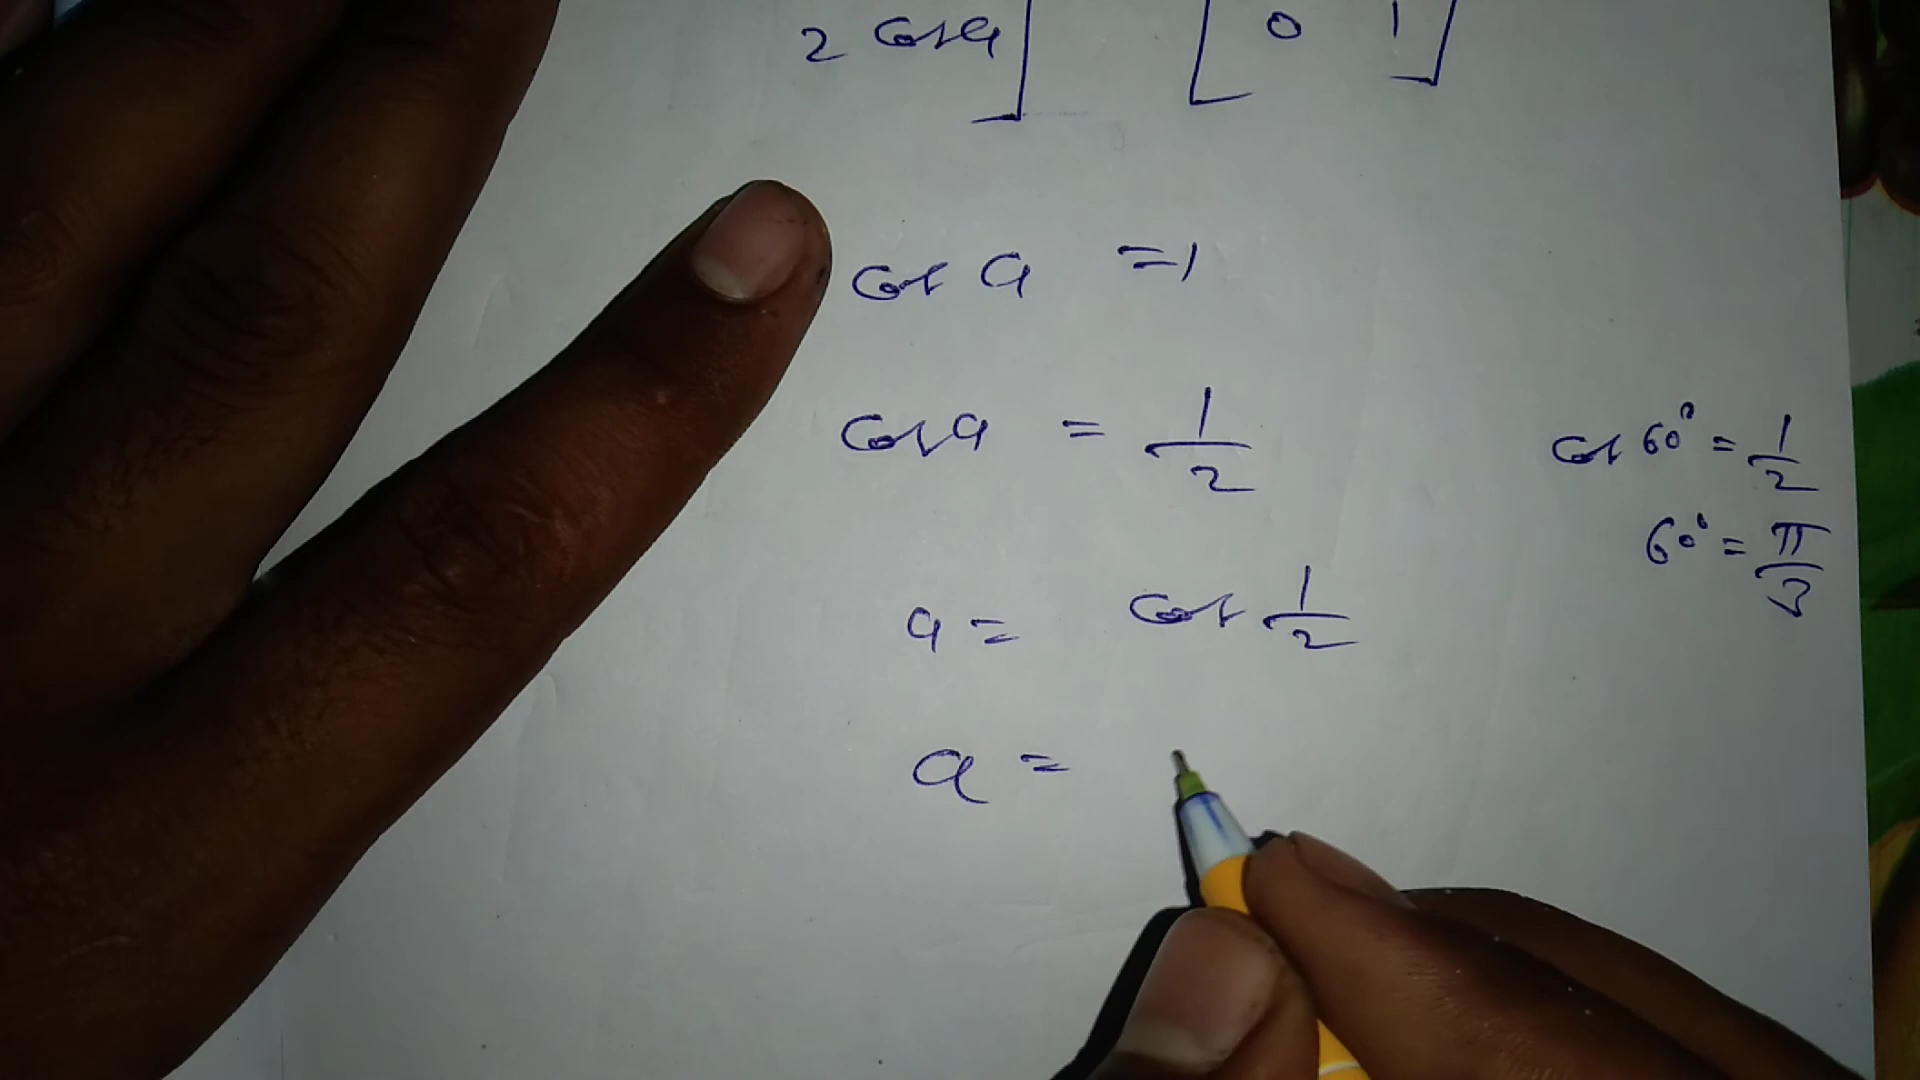 2 cos a] [0 1]
cos a = 1
cos a = 1/2
cos 60° = 1/2
60° = π/3
a = cos 1/2
a =